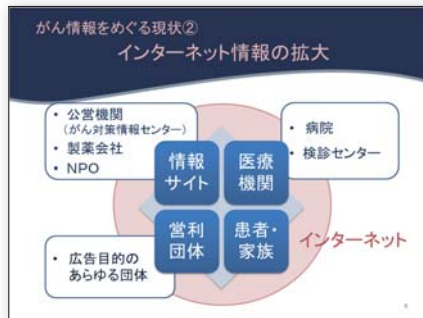 がん情報をめぐる現状②
インターネット情報の拡大
• 公営機関
(がん対策情報センター)
• 製薬会社
• NPO
• 病院
• 検診センター
情報
サイト
医療
機関
営利
団体
患者・
家族
インターネット
• 広告目的の
あらゆる団体